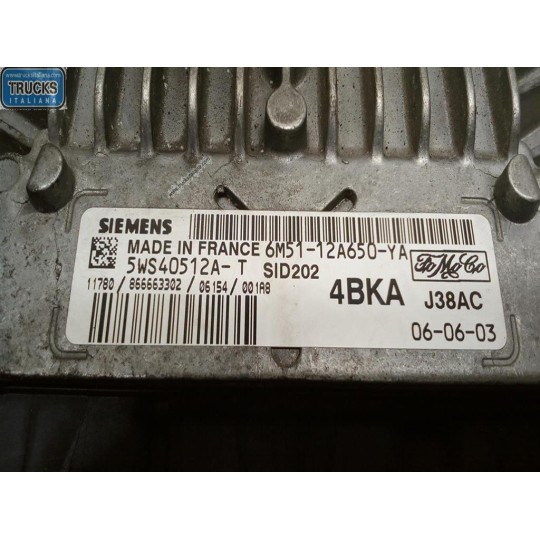 TRUCKS
ITALIANA
SIEMENS
MADE IN FRANCE 6M51-12A650-YA
5WS40512A-T SID202
11780 / 866663302 / 06154 / 001A8
4BKA
FoMoCo
J38AC
06-06-03